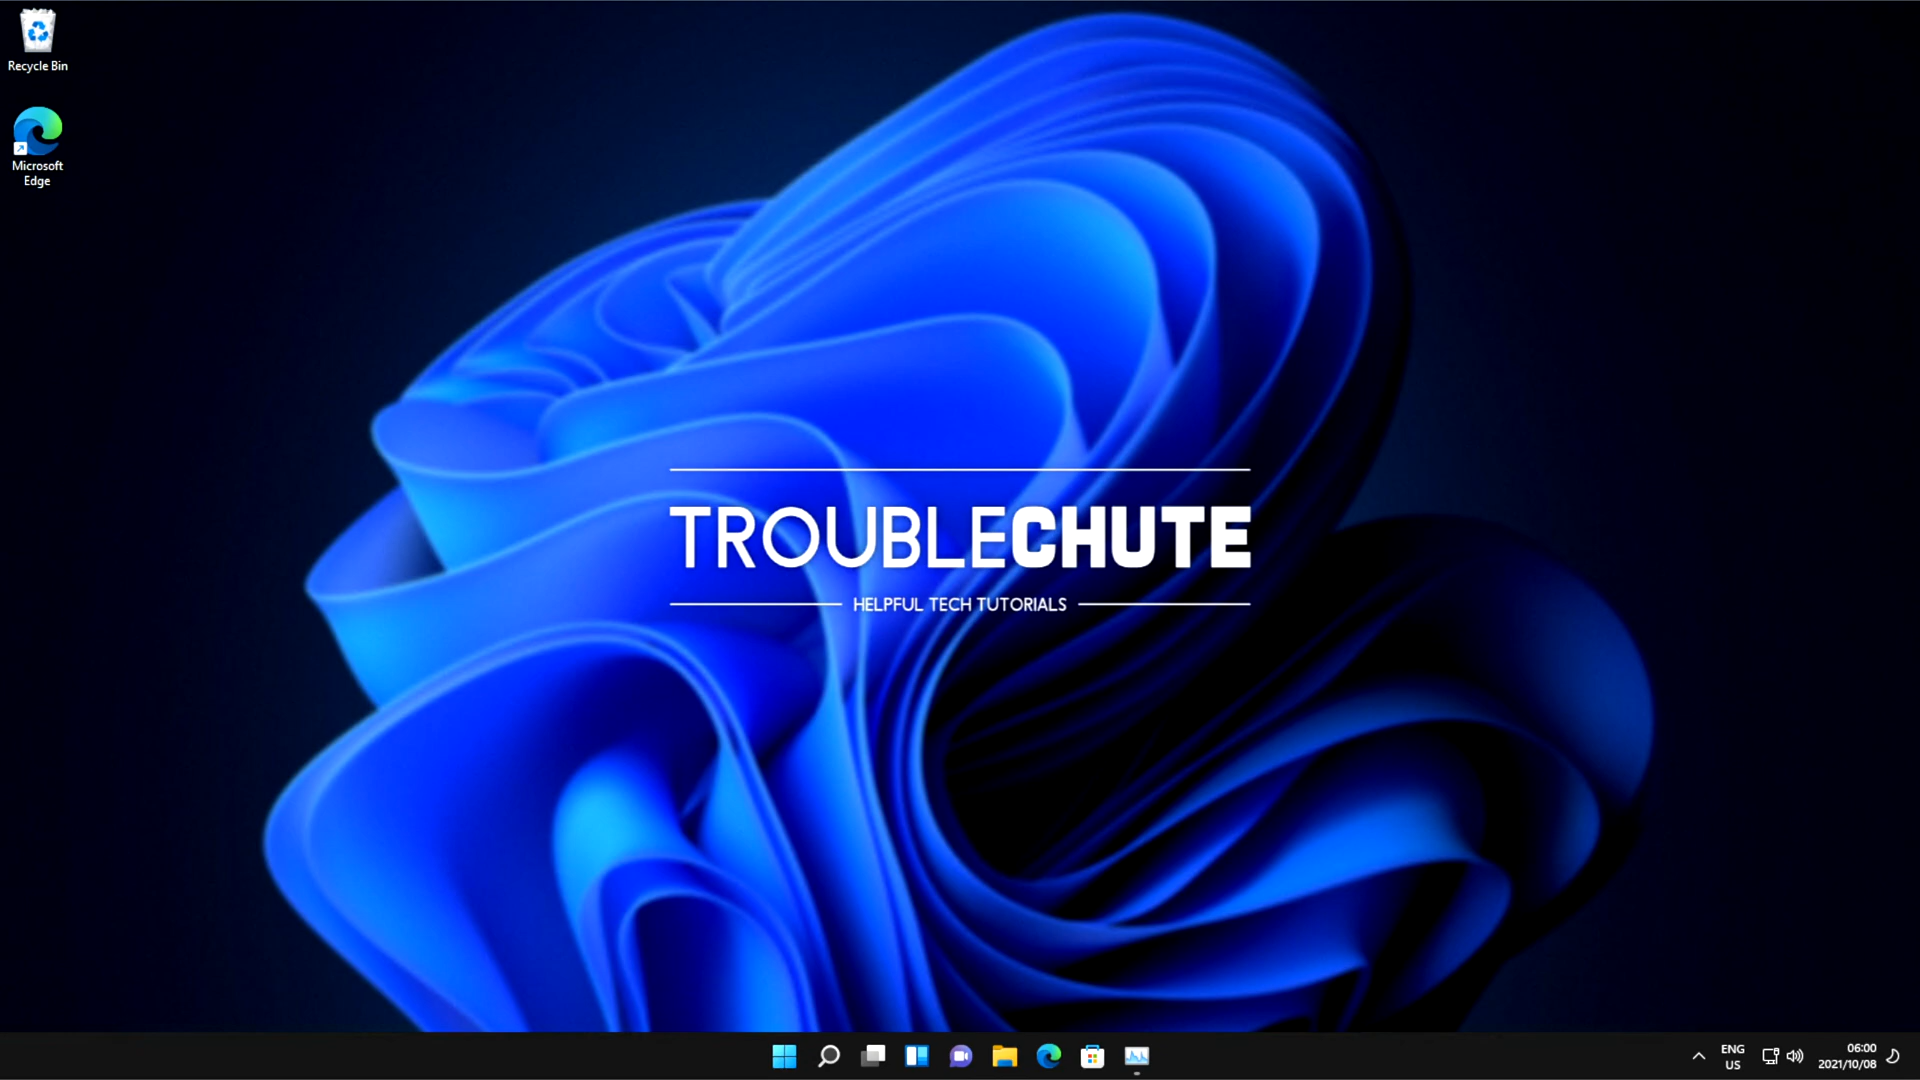 Recycle Bin
Microsoft
Edge
TROUBLECHUTE
HELPFUL TECH TUTORIALS
ENG
US
06:00
2021/10/08